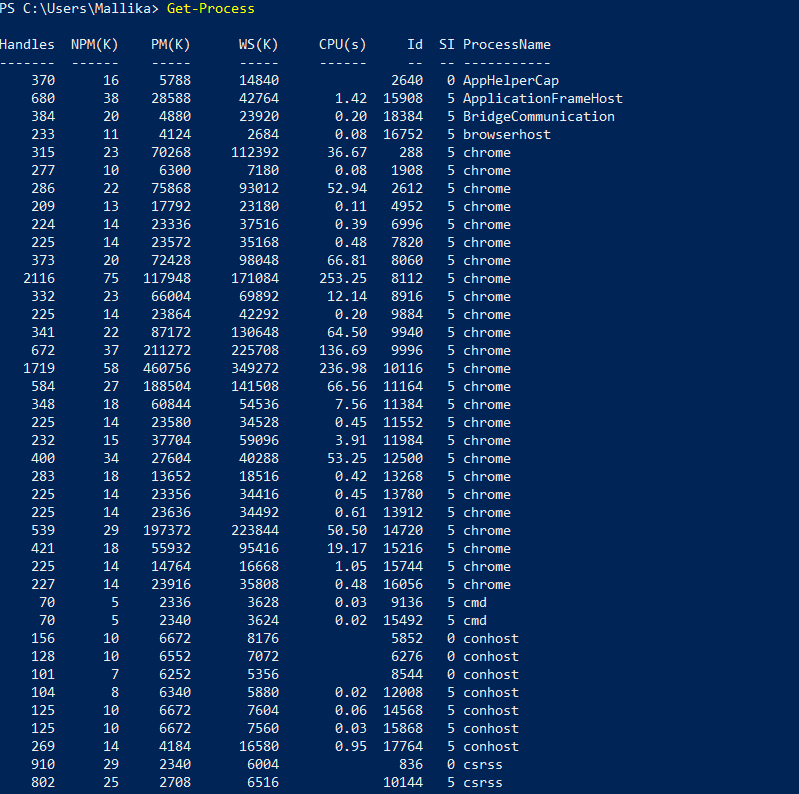 PS C:\Users\Mallika> Get-Process
Handles NPM(K) PM(K) WS(K) CPU(s) Id SI ProcessName
------- ------ ----- ----- ------ -- -- -----------
370 16 5788 14840 2640 0 AppHelperCap
680 38 28588 42764 1.42 15908 5 ApplicationFrameHost
384 20 4880 23920 0.20 18384 5 BridgeCommunication
233 11 4124 2684 0.08 16752 5 browserhost
315 23 70268 112392 36.67 288 5 chrome
277 10 6300 7180 0.08 1908 5 chrome
286 22 75868 93012 52.94 2612 5 chrome
209 13 17792 23180 0.11 4952 5 chrome
224 14 23336 37516 0.39 6996 5 chrome
225 14 23572 35168 0.48 7820 5 chrome
373 20 72428 98048 66.81 8060 5 chrome
2116 75 117948 171084 253.25 8112 5 chrome
332 23 66004 69892 12.14 8916 5 chrome
225 14 23864 42292 0.20 9884 5 chrome
341 22 87172 130648 64.50 9940 5 chrome
672 37 211272 225708 136.69 9996 5 chrome
1719 58 460756 349272 236.98 10116 5 chrome
584 27 188504 141508 66.56 11164 5 chrome
348 18 60844 54536 7.56 11384 5 chrome
225 14 23580 34528 0.45 11552 5 chrome
232 15 37704 59096 3.91 11984 5 chrome
400 34 27604 40288 53.25 12500 5 chrome
283 18 13652 18516 0.42 13268 5 chrome
225 14 23356 34416 0.45 13780 5 chrome
225 14 23636 34492 0.61 13912 5 chrome
539 29 197372 223844 50.50 14720 5 chrome
421 18 55932 95416 19.17 15216 5 chrome
225 14 14764 16668 1.05 15744 5 chrome
227 14 23916 35808 0.48 16056 5 chrome
70 5 2336 3628 0.03 9136 5 cmd
70 5 2340 3624 0.02 15492 5 cmd
156 10 6672 8176 5852 0 conhost
128 10 6552 7072 6276 0 conhost
101 7 6252 5356 8544 0 conhost
104 8 6340 5880 0.02 12008 5 conhost
125 10 6672 7604 0.06 14568 5 conhost
125 10 6672 7560 0.03 15868 5 conhost
269 14 4184 16580 0.95 17764 5 conhost
910 29 2340 6004 836 0 csrss
802 25 2708 6516 10144 5 csrss